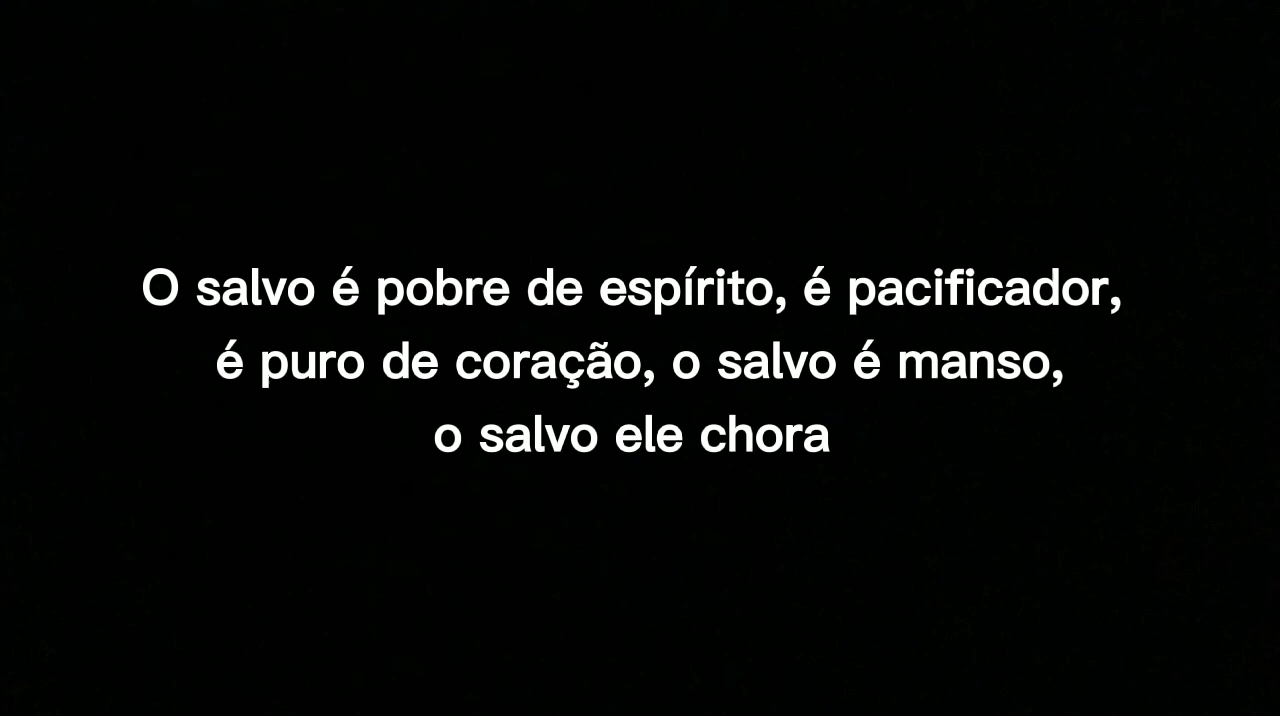 O salvo é pobre de espírito, é pacificador,
é puro de coração, o salvo é manso,
o salvo ele chora